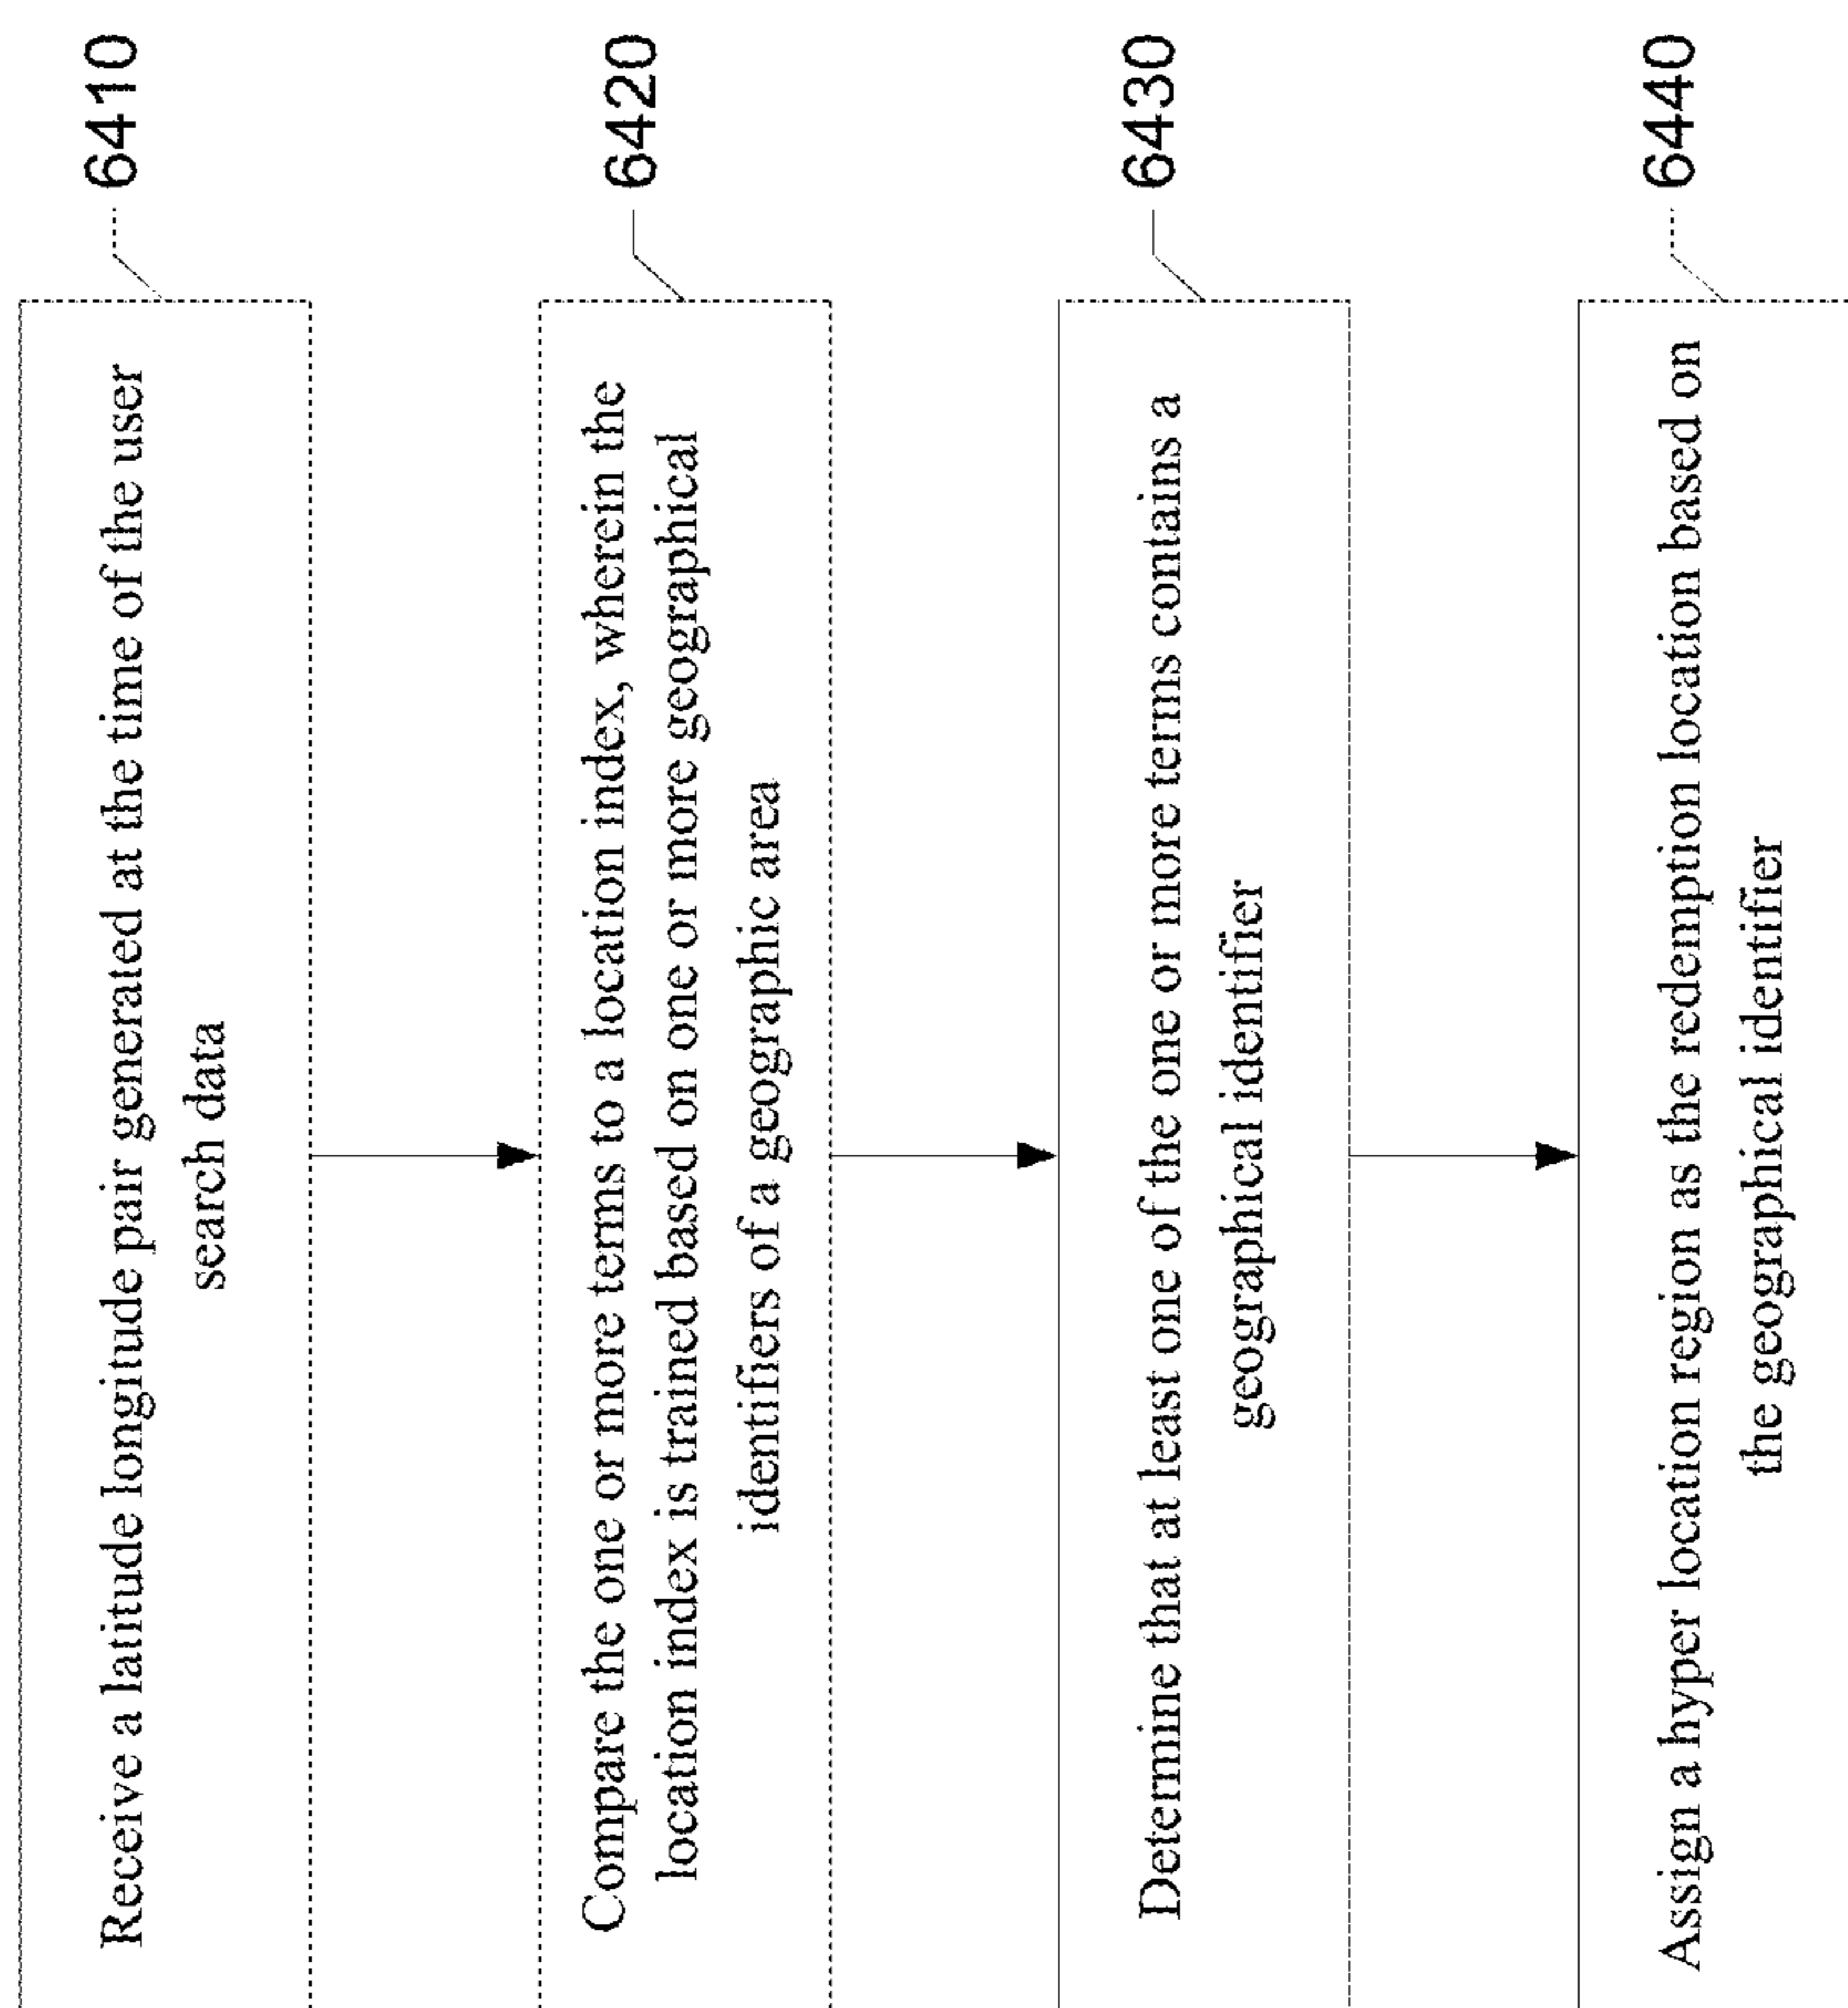 Receive a latitude longitude pair generated at the time of the user
search data
6410
Compare the one or more terms to a location index, wherein the
location index is trained based on one or more geographical
identifiers of a geographic area
6420
Determine that at least one of the one or more terms contains a
geographical identifier
6430
Assign a hyper location region as the redemption location based on
the geographical identifier
6440